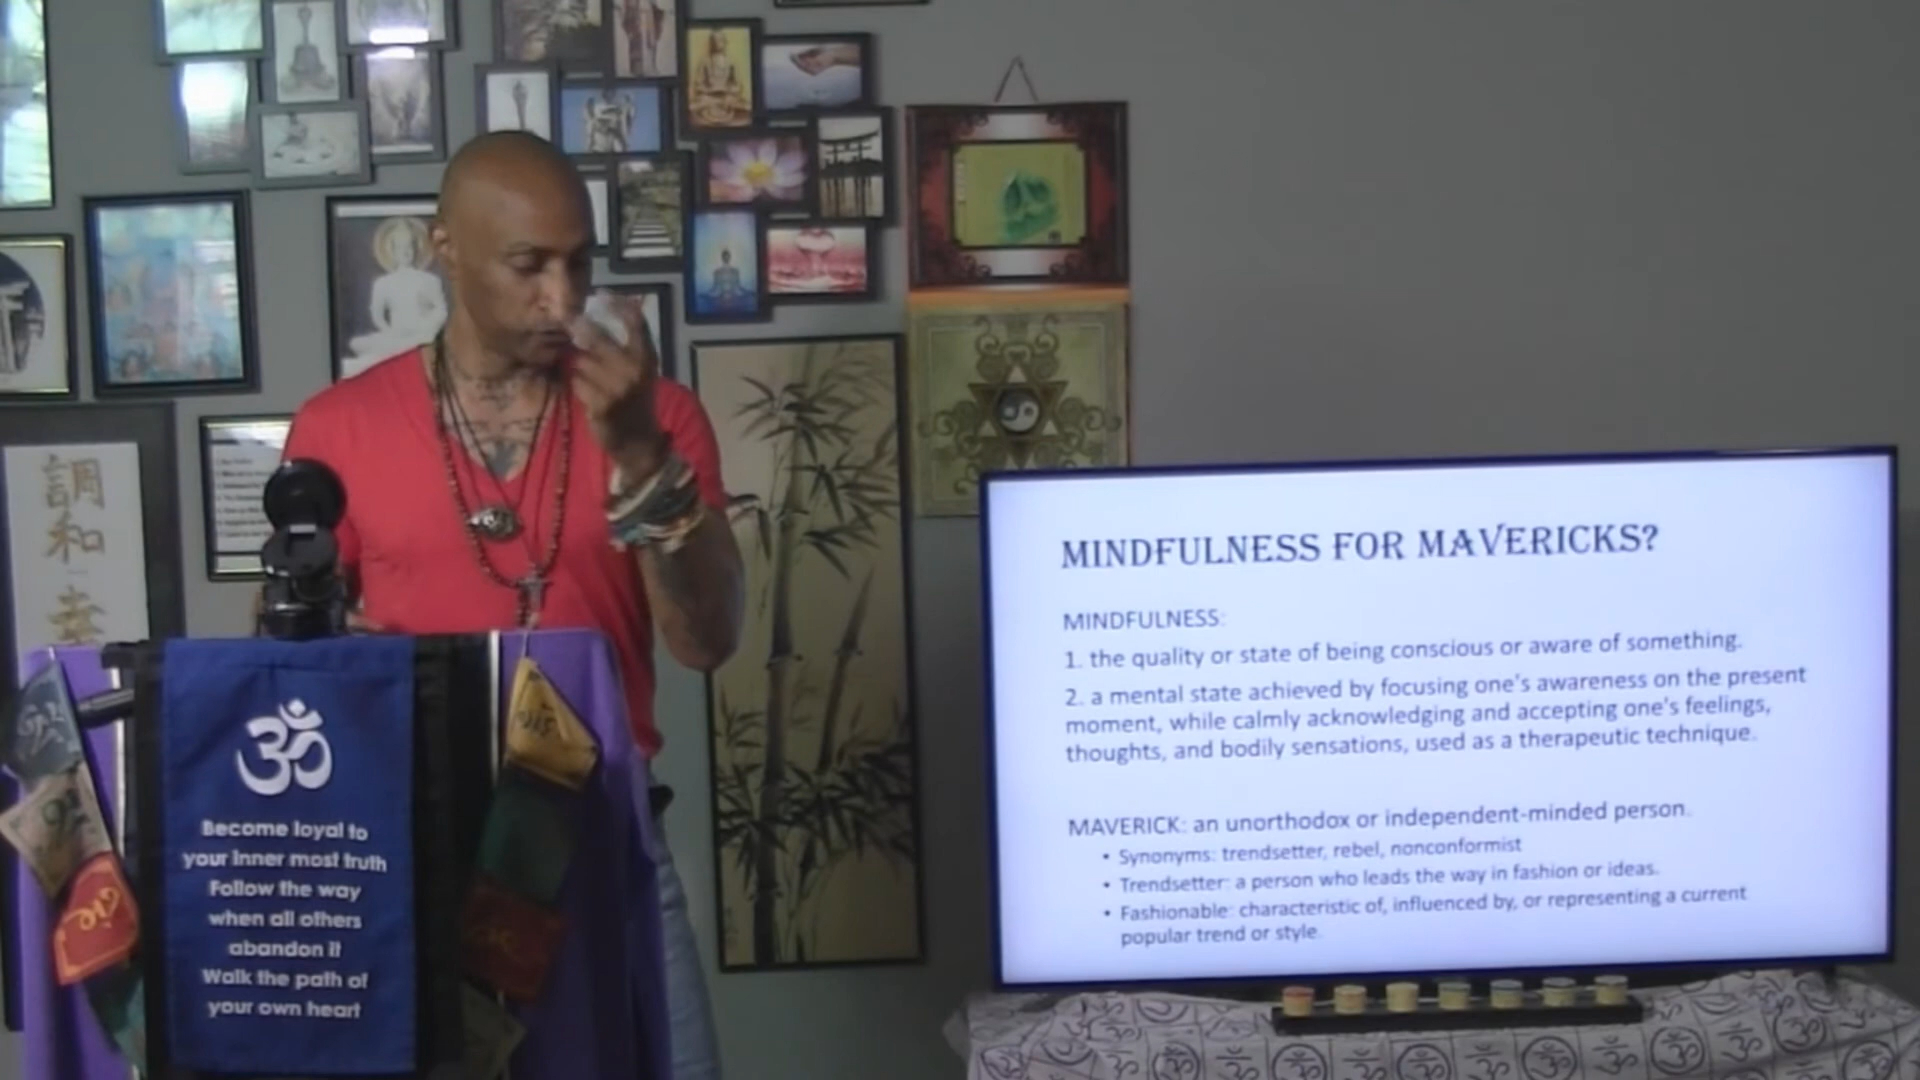 調
和
幸
ॐ
Become loyal to
your inner most truth
Follow the way
when all others
abandon it
Walk the path of
your own heart
MINDFULNESS FOR MAVERICKS?
MINDFULNESS:
1. the quality or state of being conscious or aware of something.
2. a mental state achieved by focusing one's awareness on the present
moment, while calmly acknowledging and accepting one's feelings,
thoughts, and bodily sensations, used as a therapeutic technique.
MAVERICK: an unorthodox or independent-minded person.
• Synonyms: trendsetter, rebel, nonconformist
• Trendsetter: a person who leads the way in fashion or ideas.
• Fashionable: characteristic of, influenced by, or representing a current
popular trend or style.